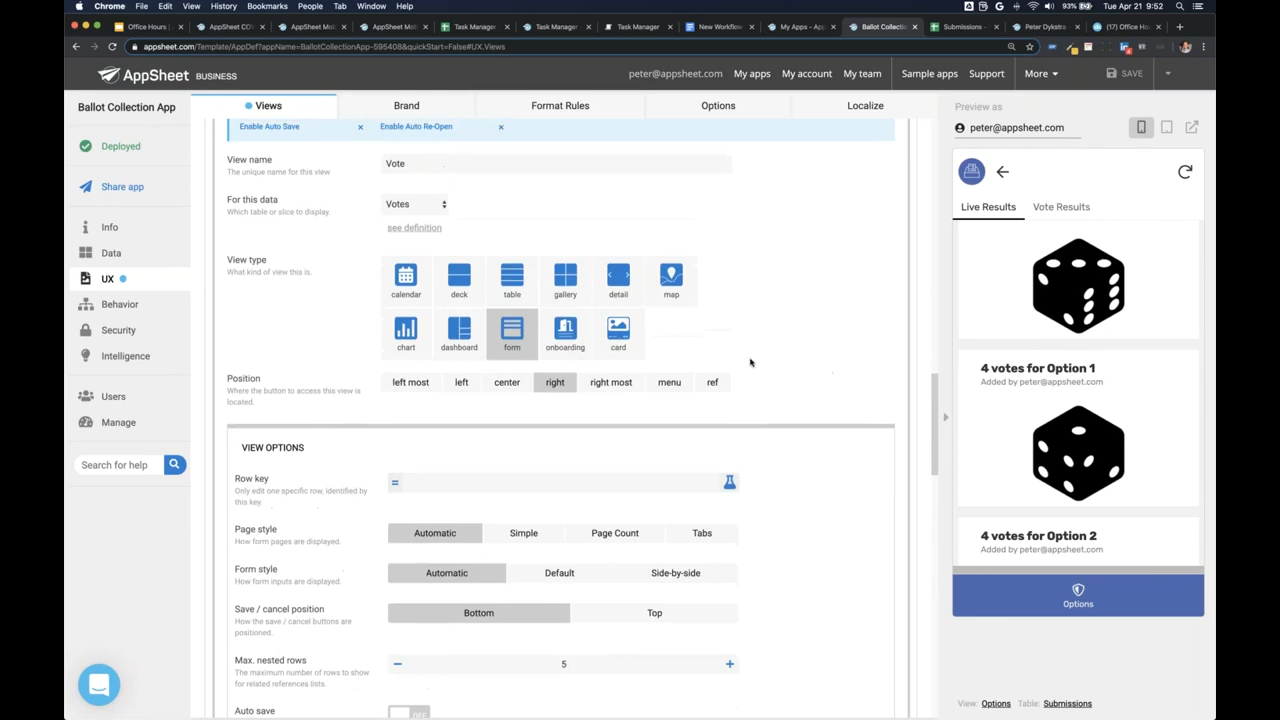 Chrome File Edit View History Bookmarks People Tab Window Help 93% Tue Apr 21 9:52
Office Hours AppSheet CO AppSheet Mob AppSheet Mob Task Manager Task Manager Task Manager New Workflow My Apps - App Ballot Collecti Submissions - Peter Dykstra (17) Office H
appsheet.com/Template/AppDef?appName=BallotCollectionApp-595408&quickStart=False#UX.Views
AppSheet BUSINESS peter@appsheet.com My apps My account My team Sample apps Support More SAVE
Ballot Collection App
Views Brand Format Rules Options Localize
Preview as
peter@appsheet.com
Enable Auto Save × Enable Auto Re-Open ×
Deployed
Share app
Info
Data
UX
Behavior
Security
Intelligence
Users
Manage
Search for help
View name
The unique name for this view.
Vote
For this data
Which table or slice to display.
Votes
see definition
View type
What kind of view this is.
calendar deck table gallery detail map
chart dashboard form onboarding card
Position
Where the button to access this view is
located.
left most left center right right most menu ref
VIEW OPTIONS
Row key
Only edit one specific row, identified by
this key.
=
Page style
How form pages are displayed.
Automatic Simple Page Count Tabs
Form style
How form inputs are displayed.
Automatic Default Side-by-side
Save / cancel position
How the save / cancel buttons are
positioned.
Bottom Top
Max. nested rows
The maximum number of rows to show
for related references lists.
− 5 +
Auto save
OFF
Live Results Vote Results
4 votes for Option 1
Added by peter@appsheet.com
4 votes for Option 2
Added by peter@appsheet.com
Options
View: Options Table: Submissions